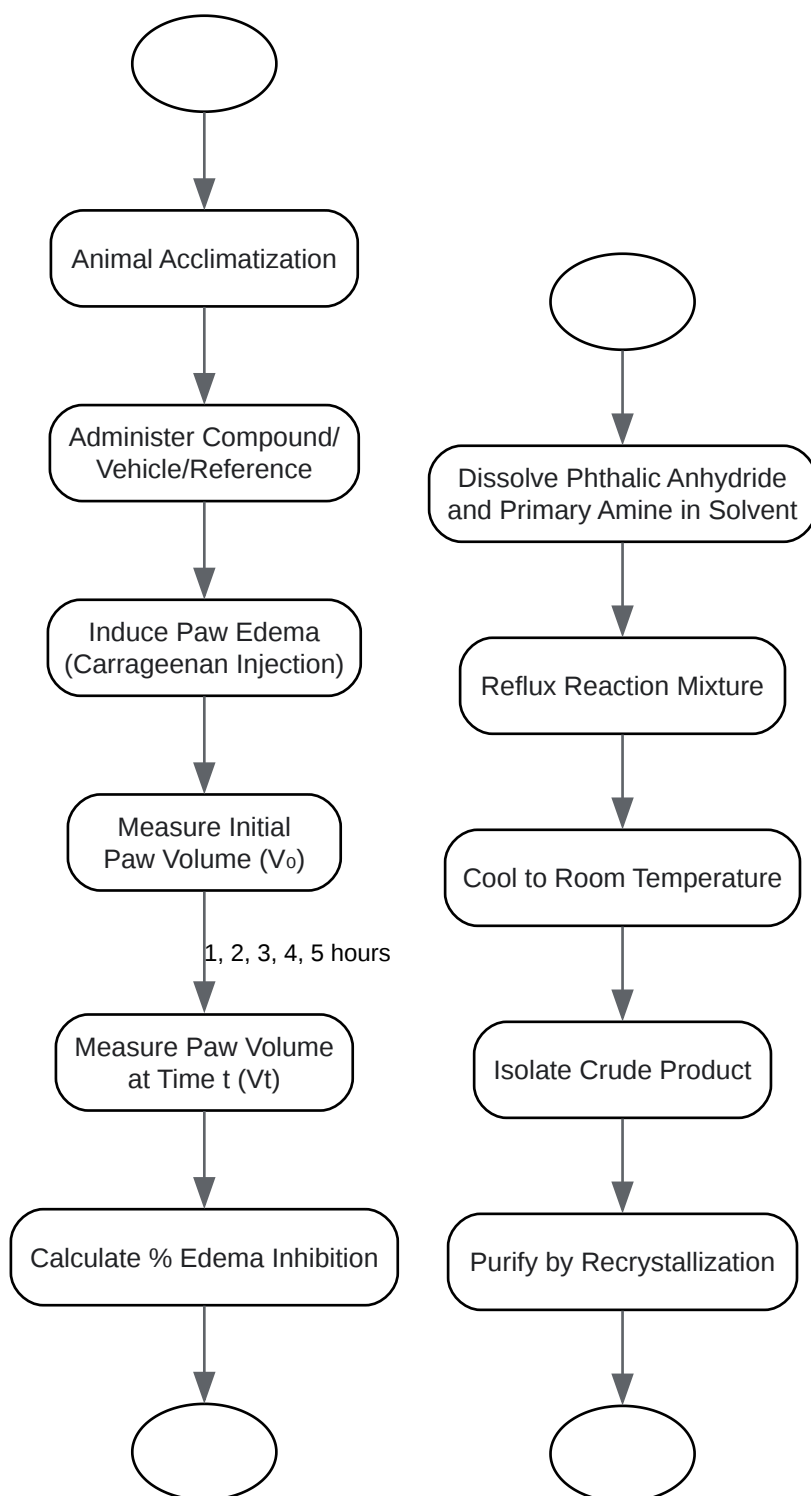 Animal Acclimatization
Administer Compound/
Vehicle/Reference
Induce Paw Edema
(Carrageenan Injection)
Measure Initial
Paw Volume (V₀)
1, 2, 3, 4, 5 hours
Measure Paw Volume
at Time t (Vt)
Calculate % Edema Inhibition
Dissolve Phthalic Anhydride
and Primary Amine in Solvent
Reflux Reaction Mixture
Cool to Room Temperature
Isolate Crude Product
Purify by Recrystallization